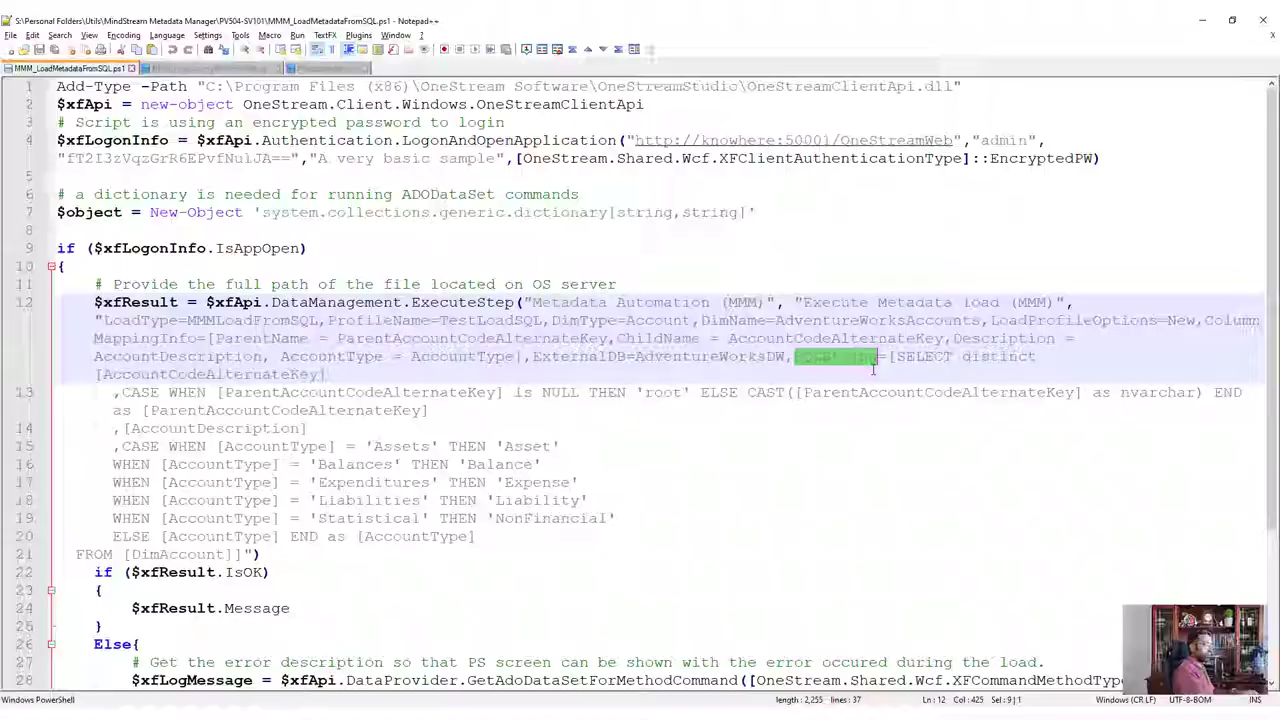 S:\Personal Folders\Utils\MindStream Metadata Manager\PV504-SV101\MMM_LoadMetadataFromSQL.ps1 - Notepad++
File Edit Search View Encoding Language Settings Tools Macro Run TextFX Plugins Window ?
X
MMM_LoadMetadataFromSQL.ps1
1 Add-Type -Path "C:\Program Files (x86)\OneStream Software\OneStreamStudio\OneStreamClientApi.dll"
2 $xfApi = new-object OneStream.Client.Windows.OneStreamClientApi
3 # Script is using an encrypted password to login
4 $xfLogonInfo = $xfApi.Authentication.LogonAndOpenApplication("http://knowhere:50001/OneStreamWeb","admin",
"A very basic sample",[OneStream.Shared.Wcf.XFClientAuthenticationType]::EncryptedPW)
5
6 # a dictionary is needed for running ADODataSet commands
7 $object = New-Object 'system.collections.generic.dictionary[string,string]'
8
9 if ($xfLogonInfo.IsAppOpen)
10 {
11 # Provide the full path of the file located on OS server
12 $xfResult = $xfApi.DataManagement.ExecuteStep("Metadata Automation (MMM)", "Execute Metadata load (MMM)",
"LoadType=MMMLoadFromSQL,ProfileName=TestLoadSQL,DimType=Account,DimName=AdventureWorksAccounts,LoadProfileOptions=New,Column
MappingInfo=[ParentName = ParentAccountCodeAlternateKey,ChildName = AccountCodeAlternateKey,Description =
AccountDescription, AccountType = AccountType],ExternalDB=AdventureWorksDW, =[SELECT distinct
[AccountCodeAlternateKey]
13 ,CASE WHEN [ParentAccountCodeAlternateKey] is NULL THEN 'root' ELSE CAST([ParentAccountCodeAlternateKey] as nvarchar) END
as [ParentAccountCodeAlternateKey]
14 ,[AccountDescription]
15 ,CASE WHEN [AccountType] = 'Assets' THEN 'Asset'
16 WHEN [AccountType] = 'Balances' THEN 'Balance'
17 WHEN [AccountType] = 'Expenditures' THEN 'Expense'
18 WHEN [AccountType] = 'Liabilities' THEN 'Liability'
19 WHEN [AccountType] = 'Statistical' THEN 'NonFinancial'
20 ELSE [AccountType] END as [AccountType]
21 FROM [DimAccount]]")
22 if ($xfResult.IsOK)
23 {
24 $xfResult.Message
25 }
26 Else{
27 # Get the error description so that PS screen can be shown with the error occured during the load.
28 $xfLogMessage = $xfApi.DataProvider.GetAdoDataSetForMethodCommand([OneStream.Shared.Wcf.XFCommandMethodType
Windows PowerShell length : 2,255 lines : 37 Ln : 12 Col : 425 Sel : 9 | 1 Windows (CR LF) UTF-8-BOM INS